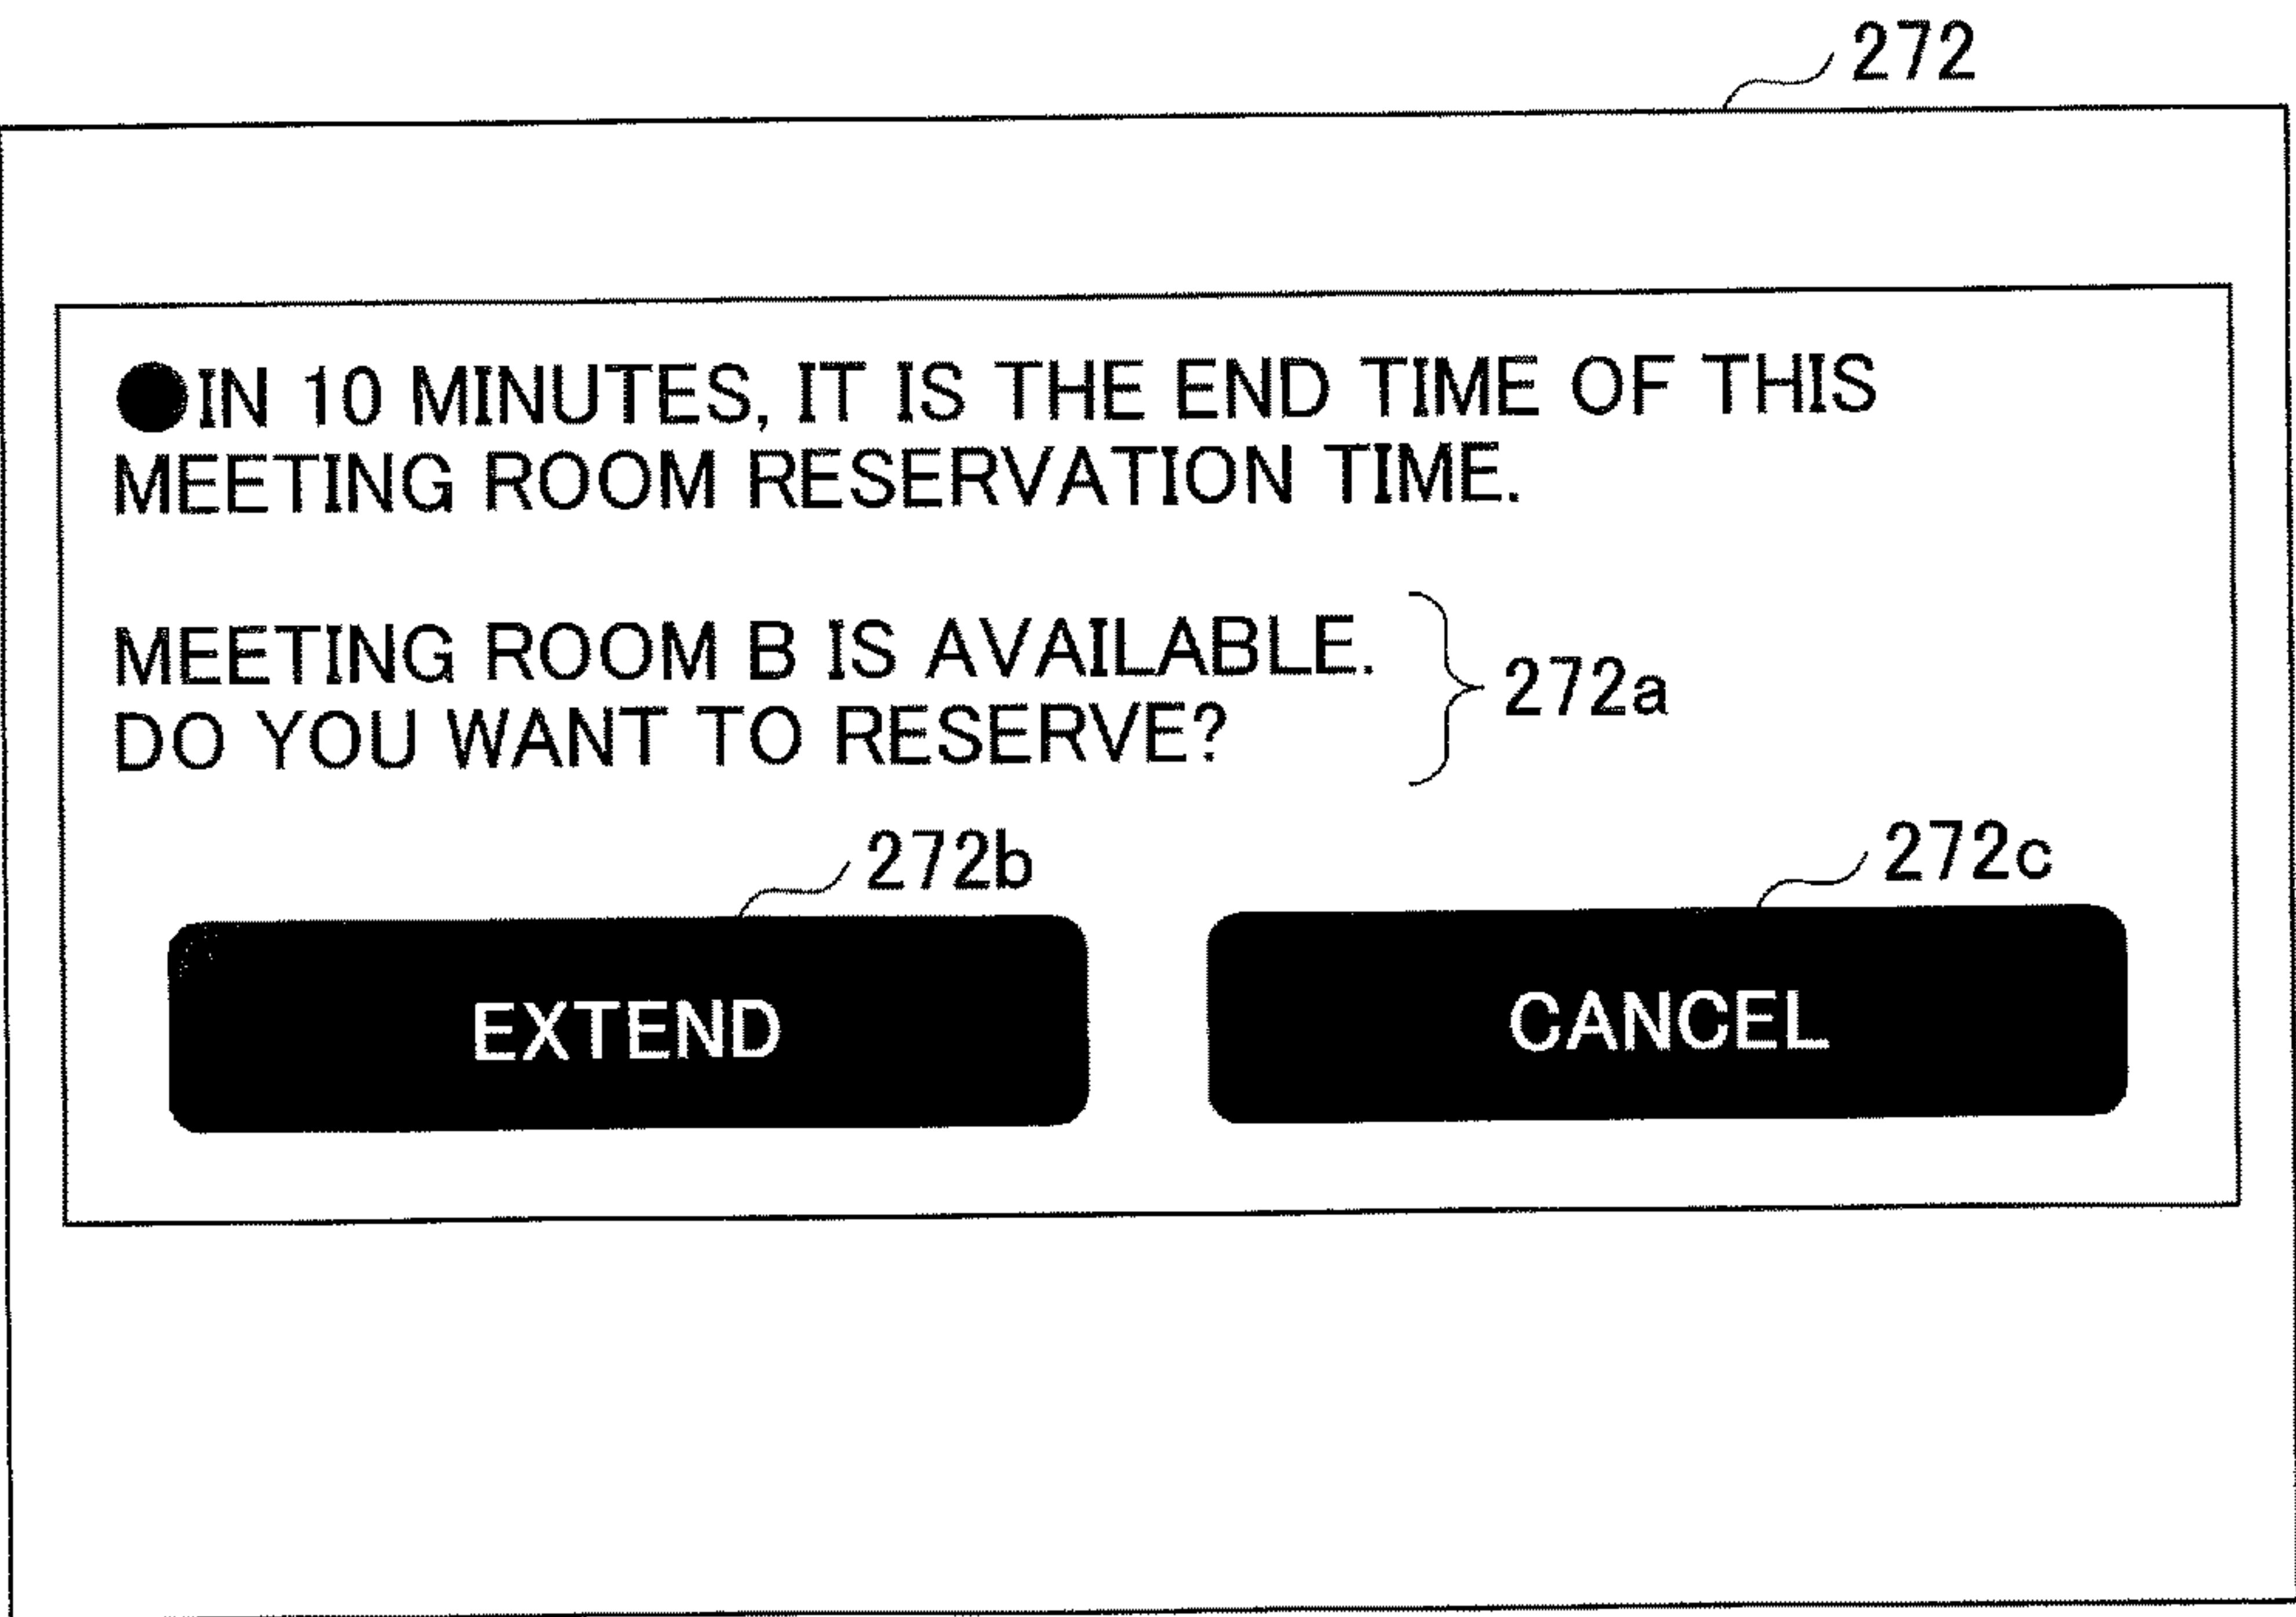 272
●IN 10 MINUTES, IT IS THE END TIME OF THIS
MEETING ROOM RESERVATION TIME.
MEETING ROOM B IS AVAILABLE.
DO YOU WANT TO RESERVE?
272a
272b
272c
EXTEND
CANCEL